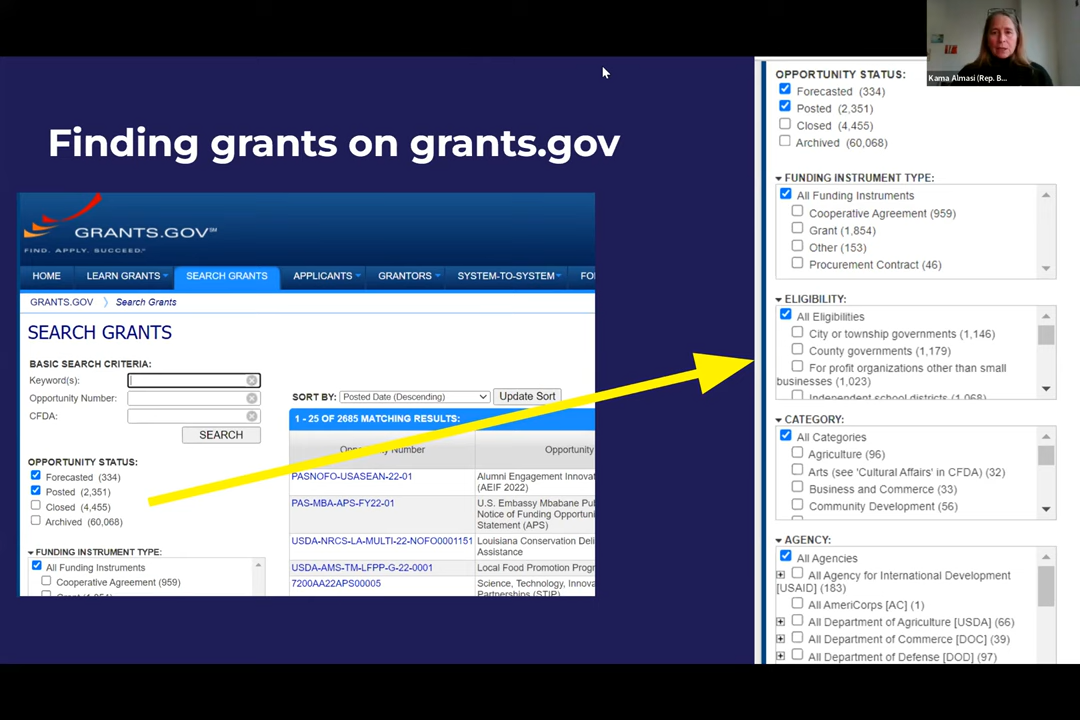 Finding grants on grants.gov
GRANTS.GOV℠
FIND. APPLY. SUCCEED.℠
HOME LEARN GRANTS SEARCH GRANTS APPLICANTS GRANTORS SYSTEM-TO-SYSTEM
GRANTS.GOV 〉 Search Grants
SEARCH GRANTS
BASIC SEARCH CRITERIA:
Keyword(s):
Opportunity Number:
CFDA:
SEARCH
OPPORTUNITY STATUS:
Forecasted (334)
Posted (2,351)
Closed (4,455)
Archived (60,068)
FUNDING INSTRUMENT TYPE:
All Funding Instruments
Cooperative Agreement (959)
SORT BY: Posted Date (Descending) Update Sort
1 - 25 OF 2685 MATCHING RESULTS:
Number Opportunity
PASNOFO-USASEAN-22-01 Alumni Engagement Innovat
(AEIF 2022)
PAS-MBA-APS-FY22-01 U.S. Embassy Mbabane Pu
Notice of Funding Opportuni
Statement (APS)
USDA-NRCS-LA-MULTI-22-NOFO0001151 Louisiana Conservation Deli
Assistance
USDA-AMS-TM-LFPP-G-22-0001 Local Food Promotion Prog
7200AA22APS00005 Science, Technology, Innova
Partnerships (STIP)
Kama Almasi (Rep. B...
OPPORTUNITY STATUS:
Forecasted (334)
Posted (2,351)
Closed (4,455)
Archived (60,068)
FUNDING INSTRUMENT TYPE:
All Funding Instruments
Cooperative Agreement (959)
Grant (1,854)
Other (153)
Procurement Contract (46)
ELIGIBILITY:
All Eligibilities
City or township governments (1,146)
County governments (1,179)
For profit organizations other than small
businesses (1,023)
Independent school districts (1,068)
CATEGORY:
All Categories
Agriculture (96)
Arts (see 'Cultural Affairs' in CFDA) (32)
Business and Commerce (33)
Community Development (56)
AGENCY:
All Agencies
All Agency for International Development
[USAID] (183)
All AmeriCorps [AC] (1)
All Department of Agriculture [USDA] (66)
All Department of Commerce [DOC] (39)
All Department of Defense [DOD] (97)